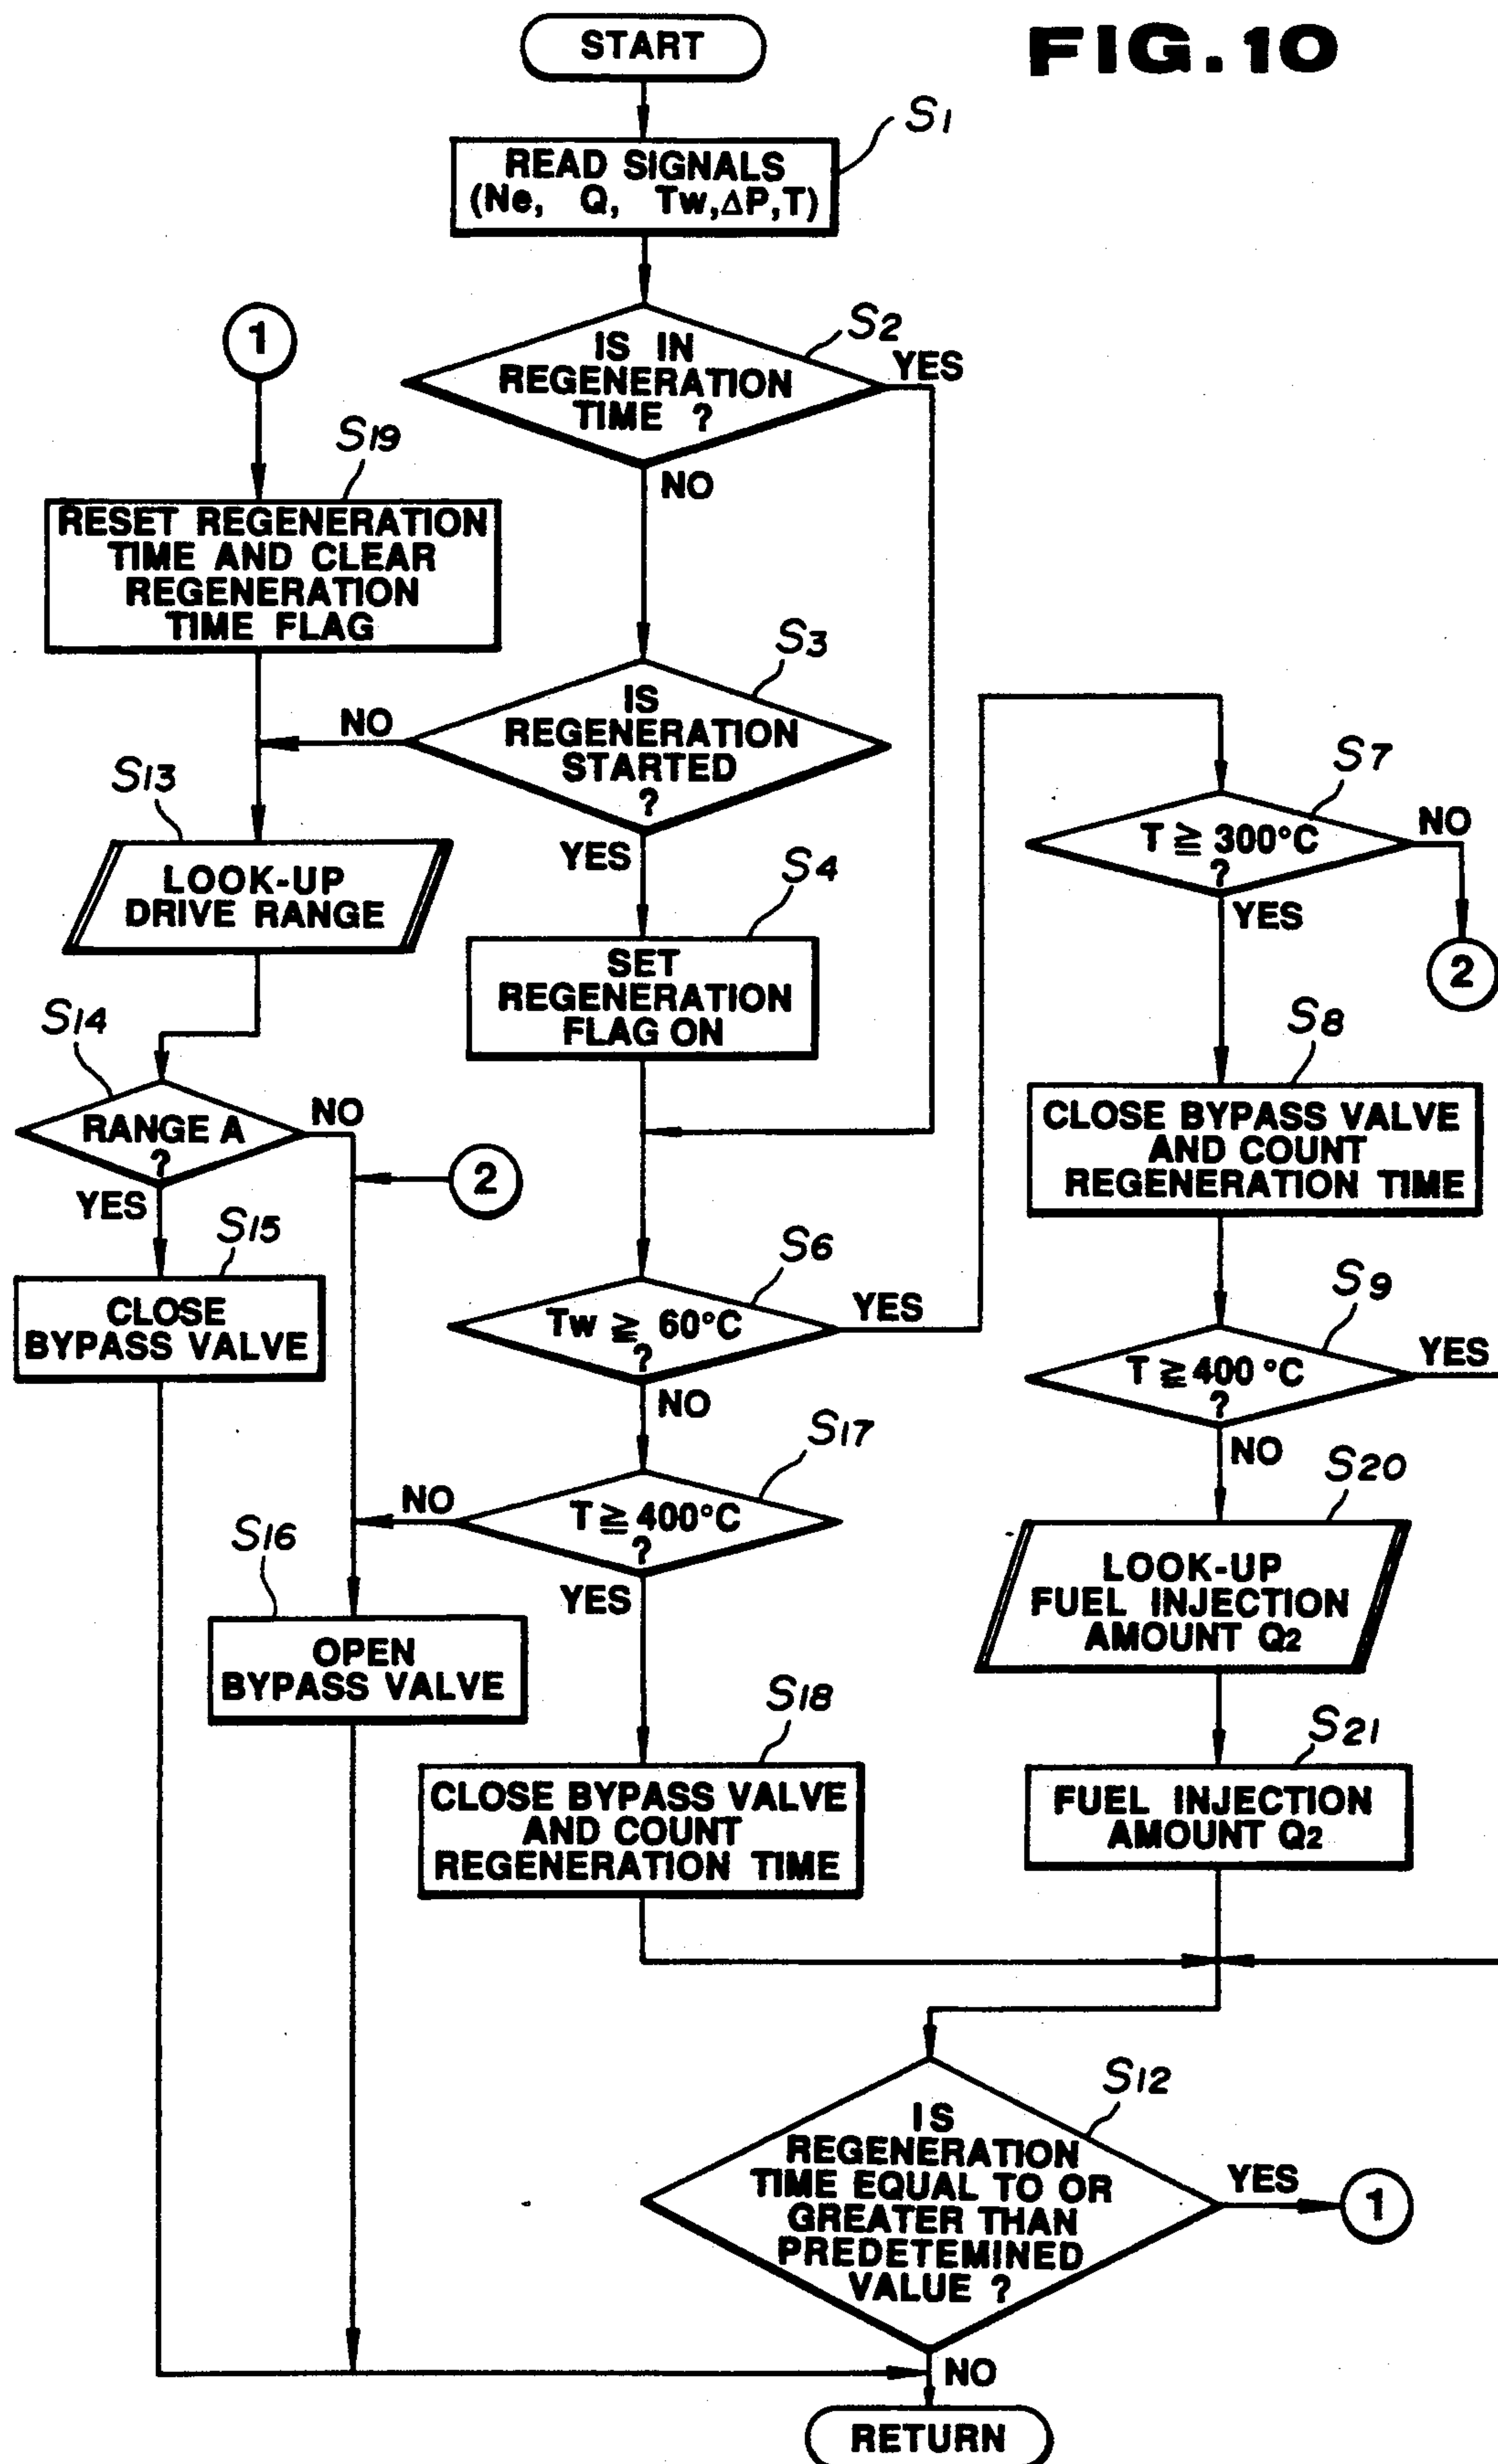 FIG.10
START
S1
READ SIGNALS
(Ne, Q, Tw,ΔP,T)
1
S2
IS IN
REGENERATION
TIME ?
YES
NO
S19
RESET REGENERATION
TIME AND CLEAR
REGENERATION
TIME FLAG
S3
IS
REGENERATION
STARTED
?
NO
YES
S13
LOOK-UP
DRIVE RANGE
S4
SET
REGENERATION
FLAG ON
S7
T ≧ 300°C
?
NO
YES
2
S14
RANGE A
?
NO
YES
2
S8
CLOSE BYPASS VALVE
AND COUNT
REGENERATION TIME
S15
CLOSE
BYPASS VALVE
S6
Tw ≧ 60°C
?
YES
NO
S9
T ≧ 400 °C
?
YES
NO
S17
T ≧ 400°C
?
NO
YES
S16
OPEN
BYPASS VALVE
S20
LOOK-UP
FUEL INJECTION
AMOUNT Q2
S18
CLOSE BYPASS VALVE
AND COUNT
REGENERATION TIME
S21
FUEL INJECTION
AMOUNT Q2
S12
IS
REGENERATION
TIME EQUAL TO OR
GREATER THAN
PREDETEMINED
VALUE ?
YES
1
NO
RETURN